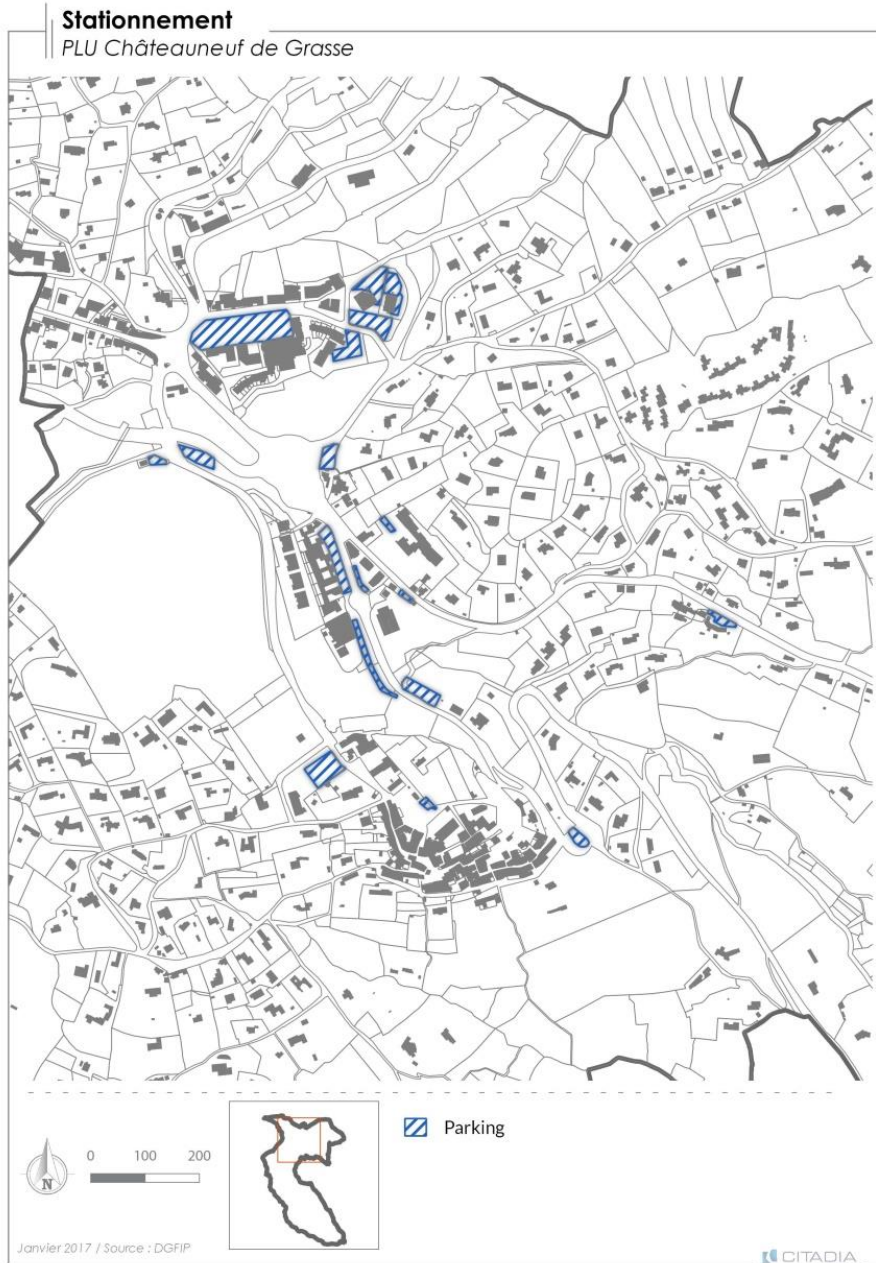 Stationnement
PLU Châteauneuf de Grasse
N
0 100 200
Parking
Janvier 2017 / Source : DGFIP
CITADIA